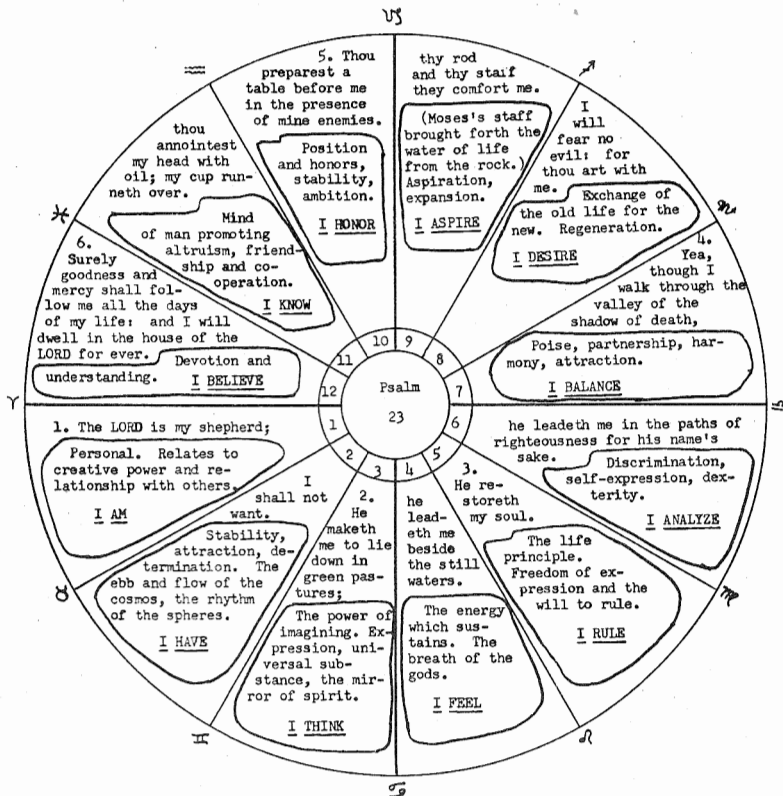 Psalm
23
♈
1
1. The LORD is my shepherd;
Personal. Relates to
creative power and re-
lationship with others.
I AM
♉
2
I
shall not
want.
Stability,
attraction, de-
termination. The
ebb and flow of the
cosmos, the rhythm
of the spheres.
I HAVE
♊
3
2.
He
maketh
me to lie
down in
green pas-
tures;
The power of
imagining. Ex-
pression, uni-
versal sub-
stance, the mir-
ror of spirit.
I THINK
♋
4
he
lead-
eth me
beside
the still
waters.
The energy
which sus-
tains. The
breath of the
gods.
I FEEL
♌
5
3.
He re-
storeth
my soul.
The life
principle.
Freedom of ex-
pression and the
will to rule.
I RULE
♍
6
he leadeth me in the paths of
righteousness for his name's
sake.
Discrimination,
self-expression, dex-
terity.
I ANALYZE
♎
7
4.
Yea,
though I
walk through the
valley of the
shadow of death,
Poise, partnership, har-
mony, attraction.
I BALANCE
♏
8
I
will
fear no
evil: for
thou art with
me.
Exchange of
the old life for the
new. Regeneration.
I DESIRE
♐
9
thy rod
and thy staff
they comfort me.
(Moses's staff
brought forth the
water of life
from the rock.)
Aspiration,
expansion.
I ASPIRE
♑
10
5. Thou
preparest a
table before me
in the presence
of mine enemies.
Position
and honors,
stability,
ambition.
I HONOR
♒
11
thou
annointest
my head with
oil; my cup run-
neth over.
Mind
of man promoting
altruism, friend-
ship and co-
operation.
I KNOW
♓
12
6.
Surely
goodness and
mercy shall fol-
low me all the days
of my life: and I will
dwell in the house of the
LORD for ever.
Devotion and
understanding. I BELIEVE